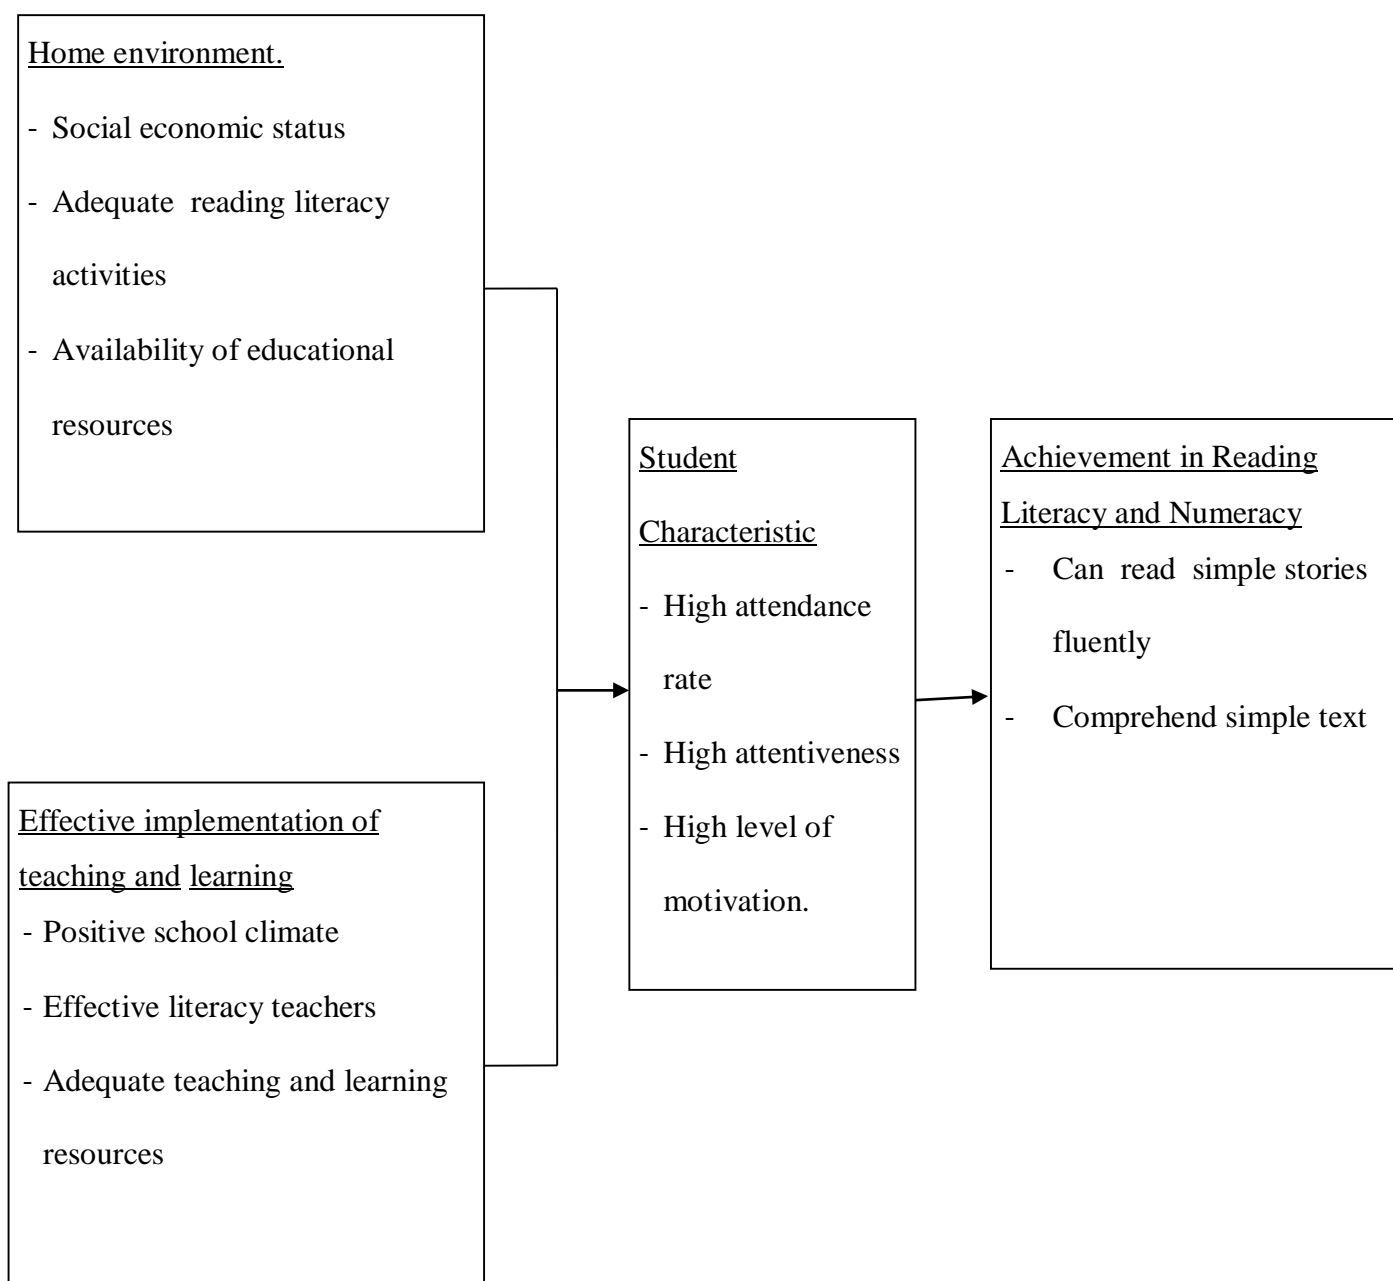 Home environment.
- Social economic status
- Adequate reading literacy
activities
- Availability of educational
resources
Effective implementation of
teaching and learning
- Positive school climate
- Effective literacy teachers
- Adequate teaching and learning
resources
Student
Characteristic
- High attendance
rate
- High attentiveness
- High level of
motivation.
Achievement in Reading
Literacy and Numeracy
- Can read simple stories
fluently
- Comprehend simple text